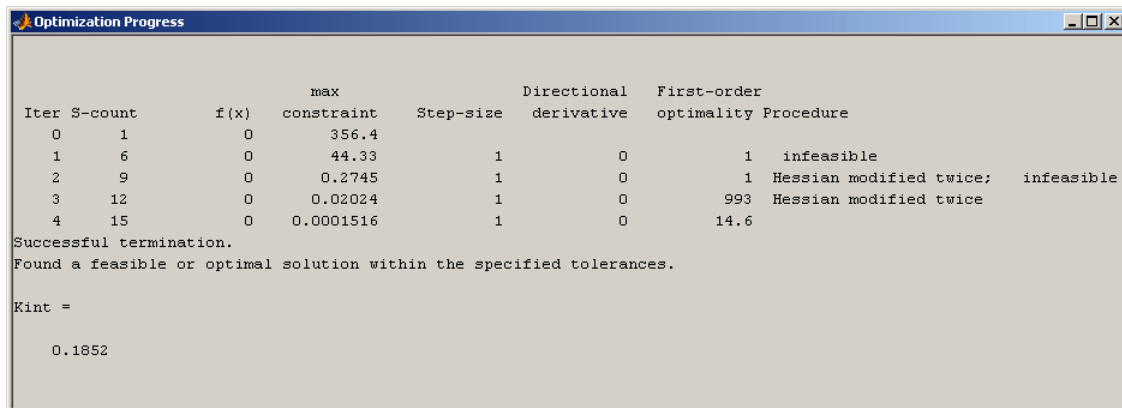 Optimization Progress
max Directional First-order
Iter S-count f(x) constraint Step-size derivative optimality Procedure
0 1 0 356.4
1 6 0 44.33 1 0 1 infeasible
2 9 0 0.2745 1 0 1 Hessian modified twice; infeasible
3 12 0 0.02024 1 0 993 Hessian modified twice
4 15 0 0.0001516 1 0 14.6
Successful termination.
Found a feasible or optimal solution within the specified tolerances.
Kint =
0.1852